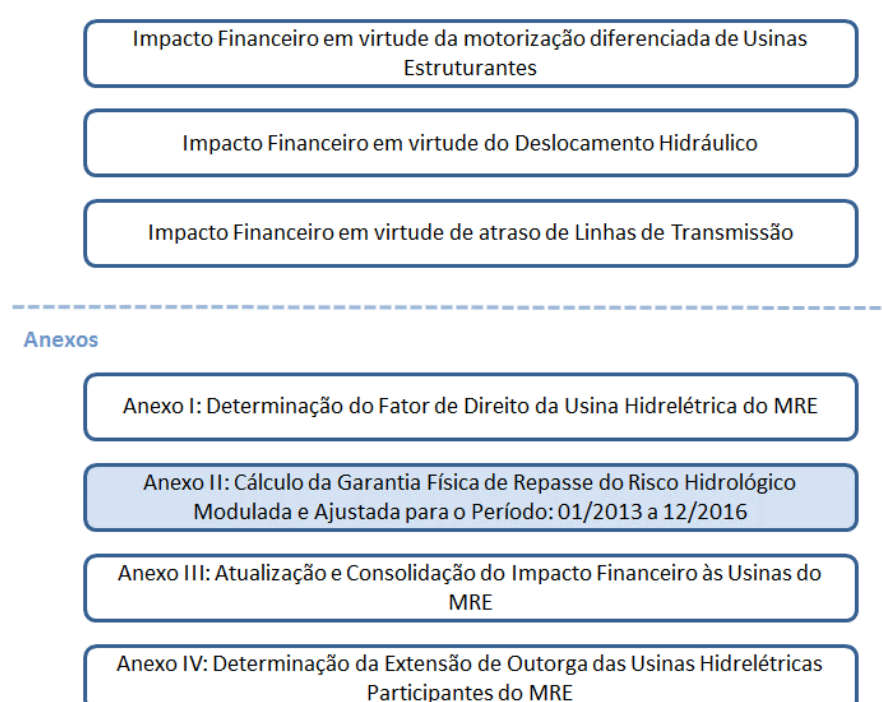 Impacto Financeiro em virtude da motorização diferenciada de Usinas
Estruturantes
Impacto Financeiro em virtude do Deslocamento Hidráulico
Impacto Financeiro em virtude de atraso de Linhas de Transmissão
Anexos
Anexo I: Determinação do Fator de Direito da Usina Hidrelétrica do MRE
Anexo II: Cálculo da Garantia Física de Repasse do Risco Hidrológico
Modulada e Ajustada para o Período: 01/2013 a 12/2016
Anexo III: Atualização e Consolidação do Impacto Financeiro às Usinas do
MRE
Anexo IV: Determinação da Extensão de Outorga das Usinas Hidrelétricas
Participantes do MRE